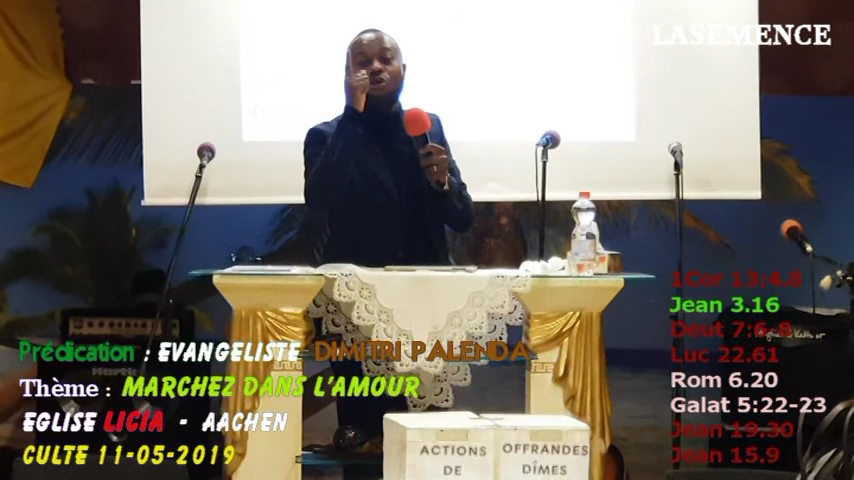 LASEMENCE
Prédication : EVANGELISTE DIMITRI PALENDA
Thème : MARCHEZ DANS L'AMOUR
EGLISE LICIA - AACHEN
CULTE 11-05-2019
1Cor 13:4.8
Jean 3.16
Deut 7:6-8
Luc 22.61
Rom 6.20
Galat 5:22-23
Jean 19.30
Jean 15.9
ACTIONS
DE
OFFRANDES
DÎMES